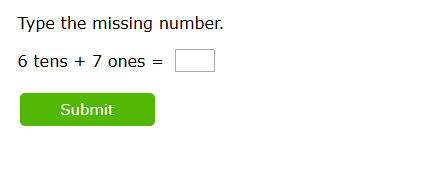 Type the missing number.
6 tens + 7 ones =
Submit